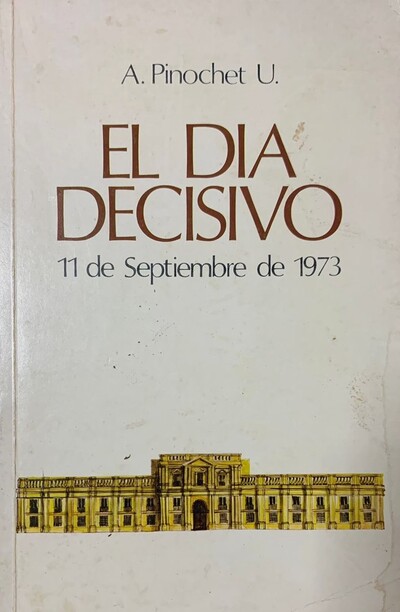 A. Pinochet U.
EL DIA
DECISIVO
11 de Septiembre de 1973